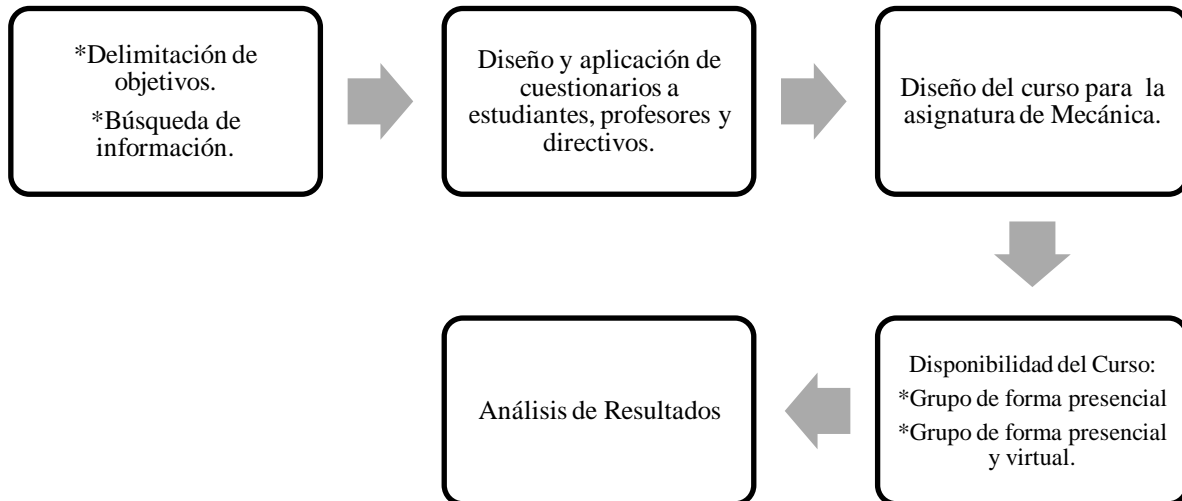 *Delimitación de
objetivos.
*Búsqueda de
información.
Diseño y aplicación de
cuestionarios a
estudiantes, profesores y
directivos.
Diseño del curso para la
asignatura de Mecánica.
Disponibilidad del Curso:
*Grupo de forma presencial
*Grupo de forma presencial
y virtual.
Análisis de Resultados